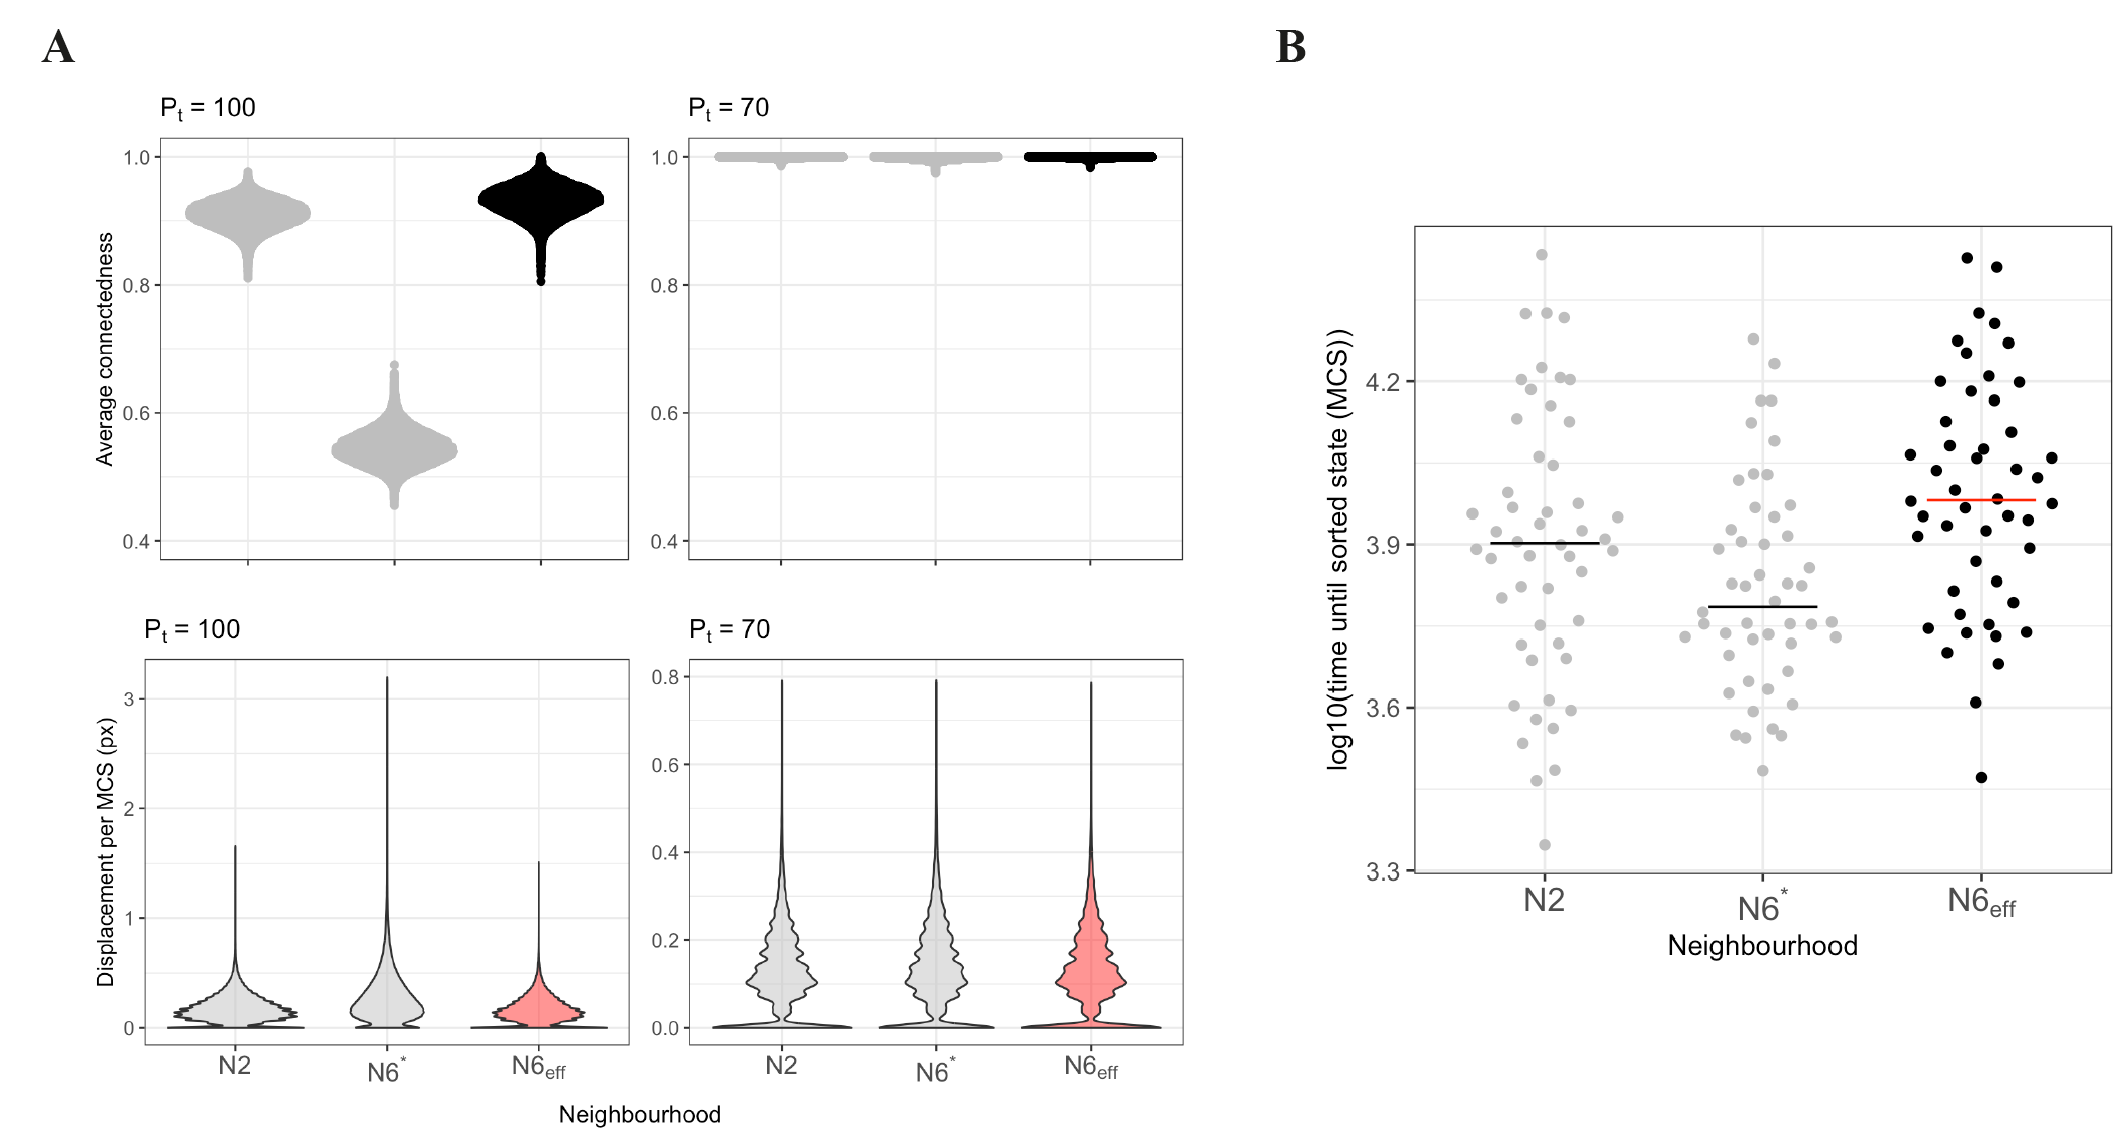 A
B
Pt = 100
Pt = 70
Average connectedness
1.0
0.8
0.6
0.4
1.0
0.8
0.6
0.4
Pt = 100
Pt = 70
Displacement per MCS (px)
3
2
1
0
0.8
0.6
0.4
0.2
0.0
N2 N6* N6eff
N2 N6* N6eff
Neighbourhood
log10(time until sorted state (MCS))
4.2
3.9
3.6
3.3
N2 N6* N6eff
Neighbourhood